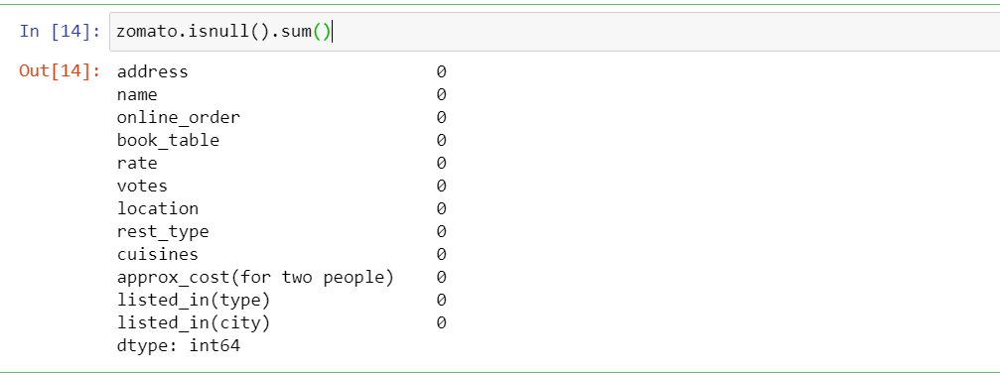 In [14]: zomato.isnull().sum()
Out[14]: address 0
name 0
online_order 0
book_table 0
rate 0
votes 0
location 0
rest_type 0
cuisines 0
approx_cost(for two people) 0
listed_in(type) 0
listed_in(city) 0
dtype: int64